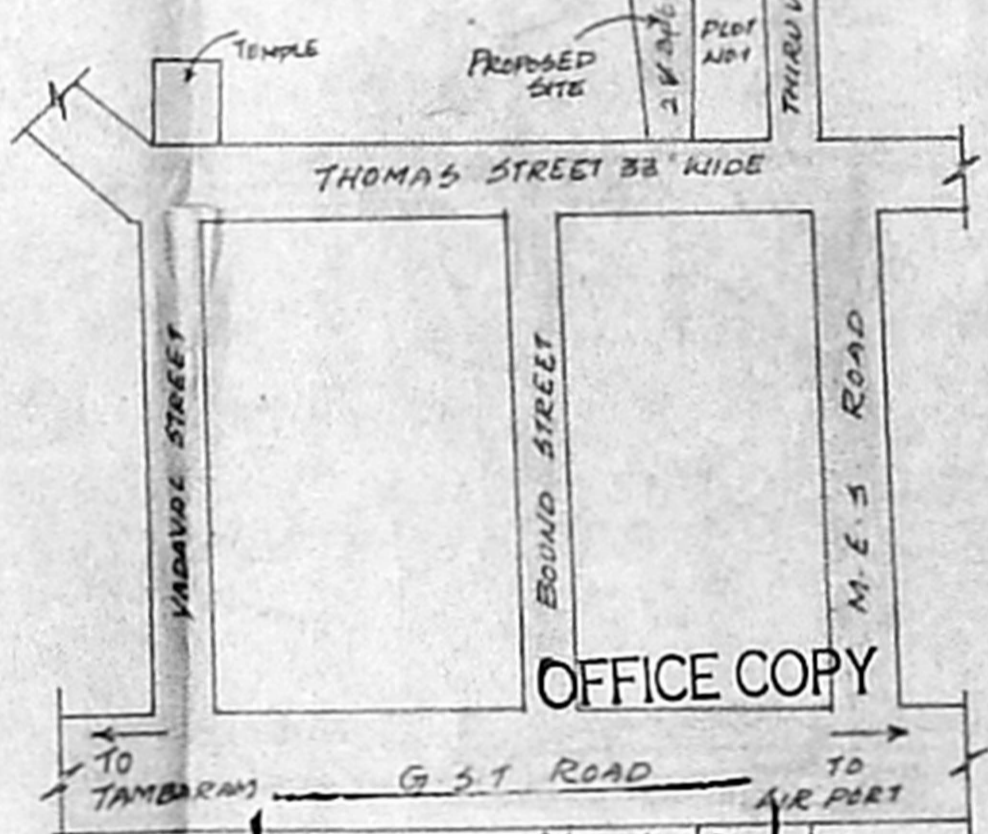 TEMPLE
PROPOSED
SITE
PLOT
NO1
THOMAS STREET 33' WIDE
YADAVAL STREET
BOUND STREET
M.E.S ROAD
OFFICE COPY
TO
TAMBARAM
G.S.T ROAD
TO
AIR PORT